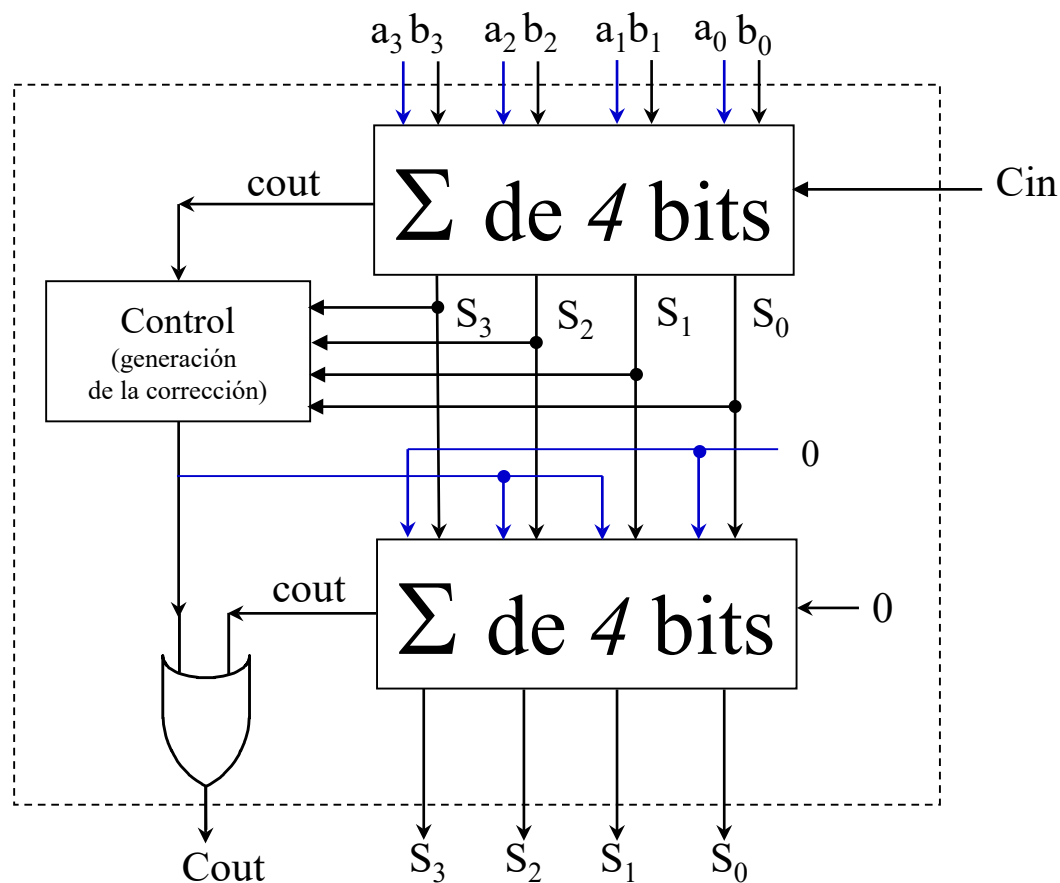 a₃ b₃ a₂ b₂ a₁ b₁ a₀ b₀
cout
Σ de 4 bits
Cin
Control
(generación
de la corrección)
S₃ S₂ S₁ S₀
0
cout
Σ de 4 bits
0
Cout
S₃ S₂ S₁ S₀